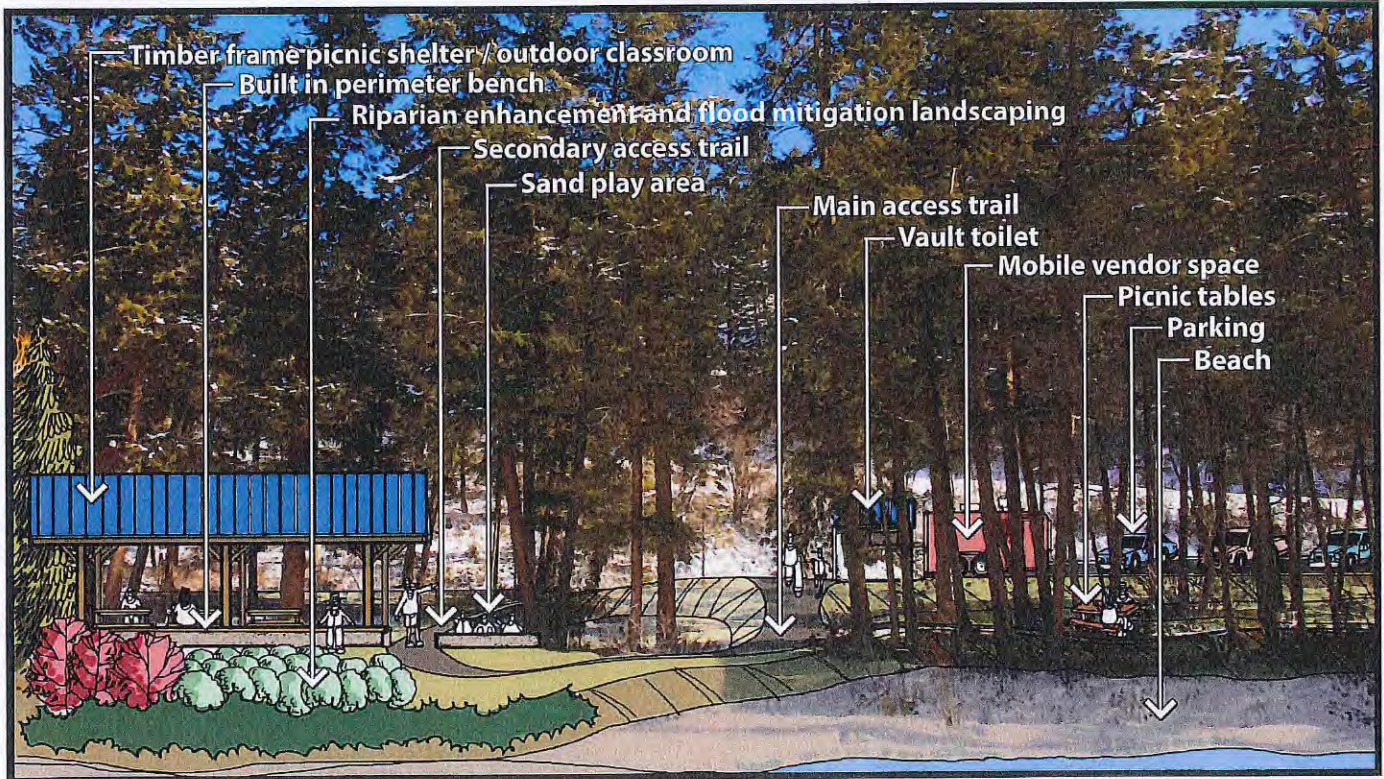 Timber frame picnic shelter / outdoor classroom
Built in perimeter bench
Riparian enhancement and flood mitigation landscaping
Secondary access trail
Sand play area
Main access trail
Vault toilet
Mobile vendor space
Picnic tables
Parking
Beach